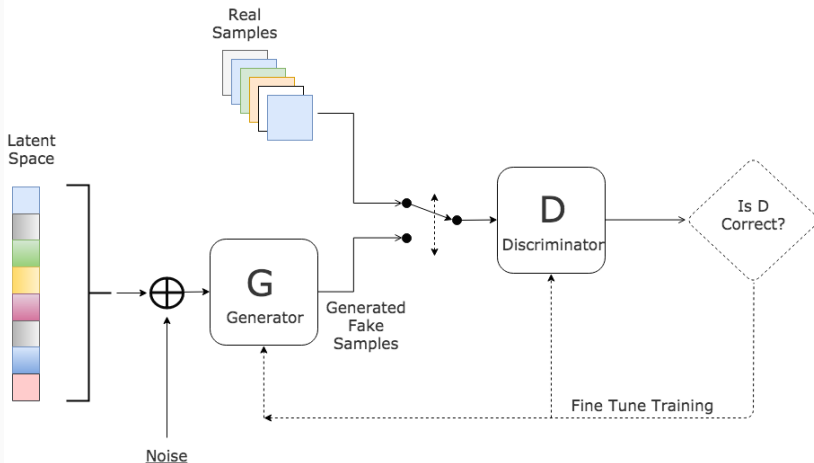 Real
Samples
Latent
Space
G
Generator
Generated
Fake
Samples
D
Discriminator
Is D
Correct?
Fine Tune Training
Noise